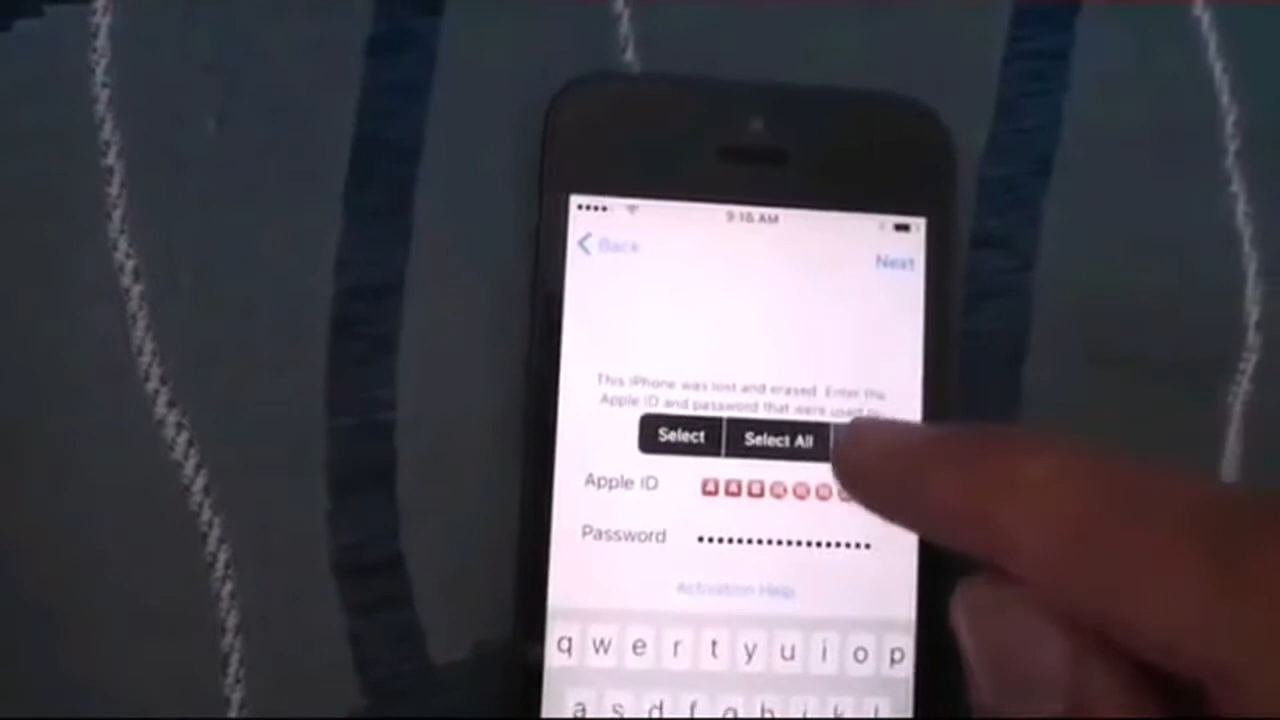 9:16 AM
Back
Next
This iPhone was lost and erased. Enter the
Apple ID and password that were used
Select
Select All
Apple ID
Password
Activation Help
q w e r t y u i o p
a s d f g h j k l